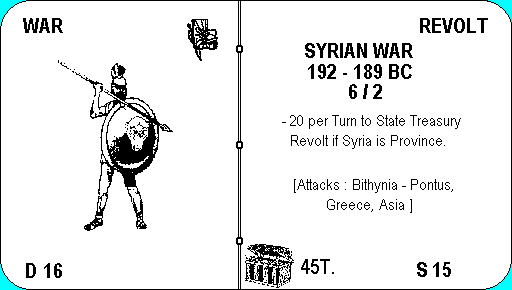 WAR
REVOLT
SYRIAN WAR
192 - 189 BC
6 / 2
- 20 per Turn to State Treasury
Revolt if Syria is Province.
[Attacks : Bithynia - Pontus,
Greece, Asia ]
D 16
45T.
S 15